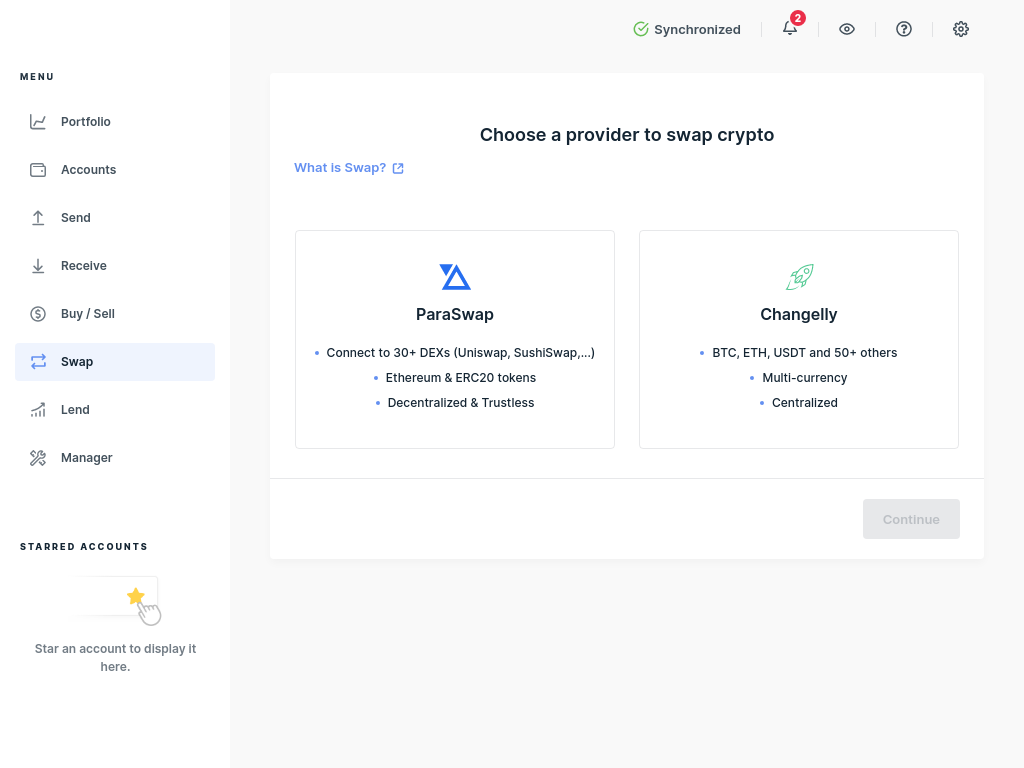 Synchronized
2
MENU
Portfolio
Accounts
Send
Receive
Buy / Sell
Swap
Lend
Manager
STARRED ACCOUNTS
Star an account to display it
here.
Choose a provider to swap crypto
What is Swap?
ParaSwap
• Connect to 30+ DEXs (Uniswap, SushiSwap,...)
• Ethereum & ERC20 tokens
• Decentralized & Trustless
Changelly
• BTC, ETH, USDT and 50+ others
• Multi-currency
• Centralized
Continue